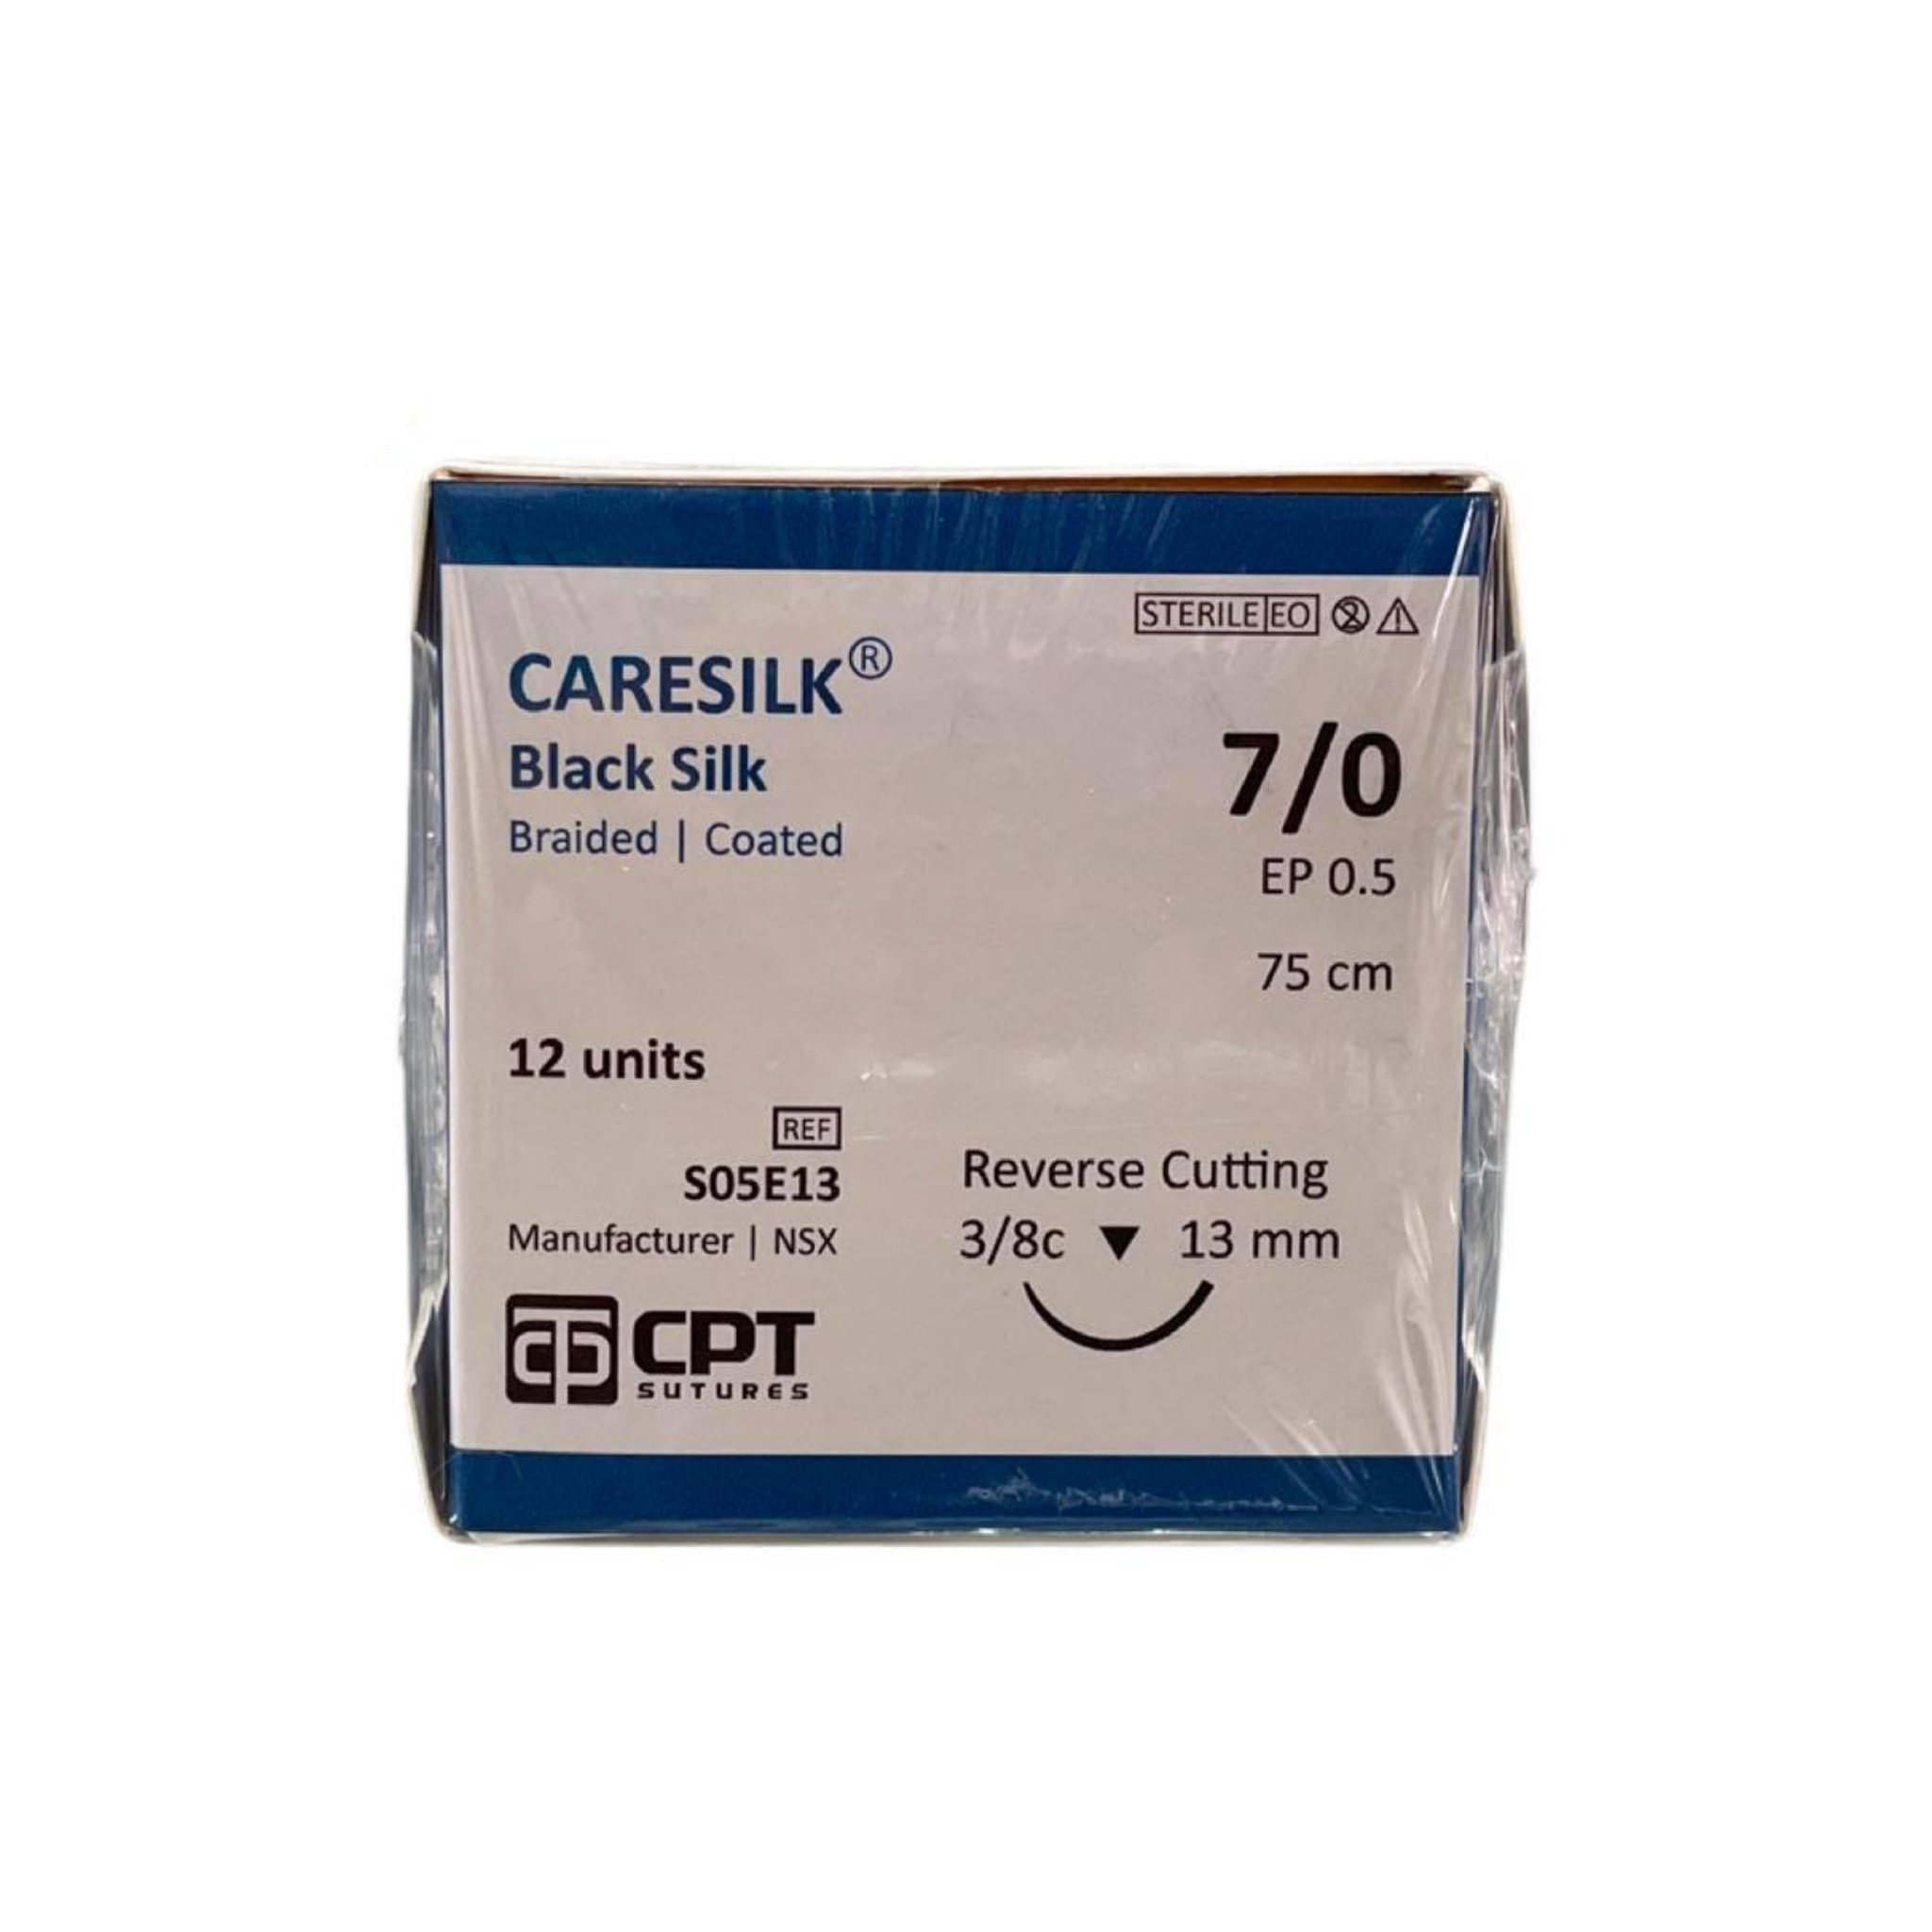 STERILE EO
CARESILK®
Black Silk
Braided | Coated
7/0
EP 0.5
75 cm
12 units
REF
S05E13
Manufacturer | NSX
CPT
SUTURES
Reverse Cutting
3/8c ▼ 13 mm